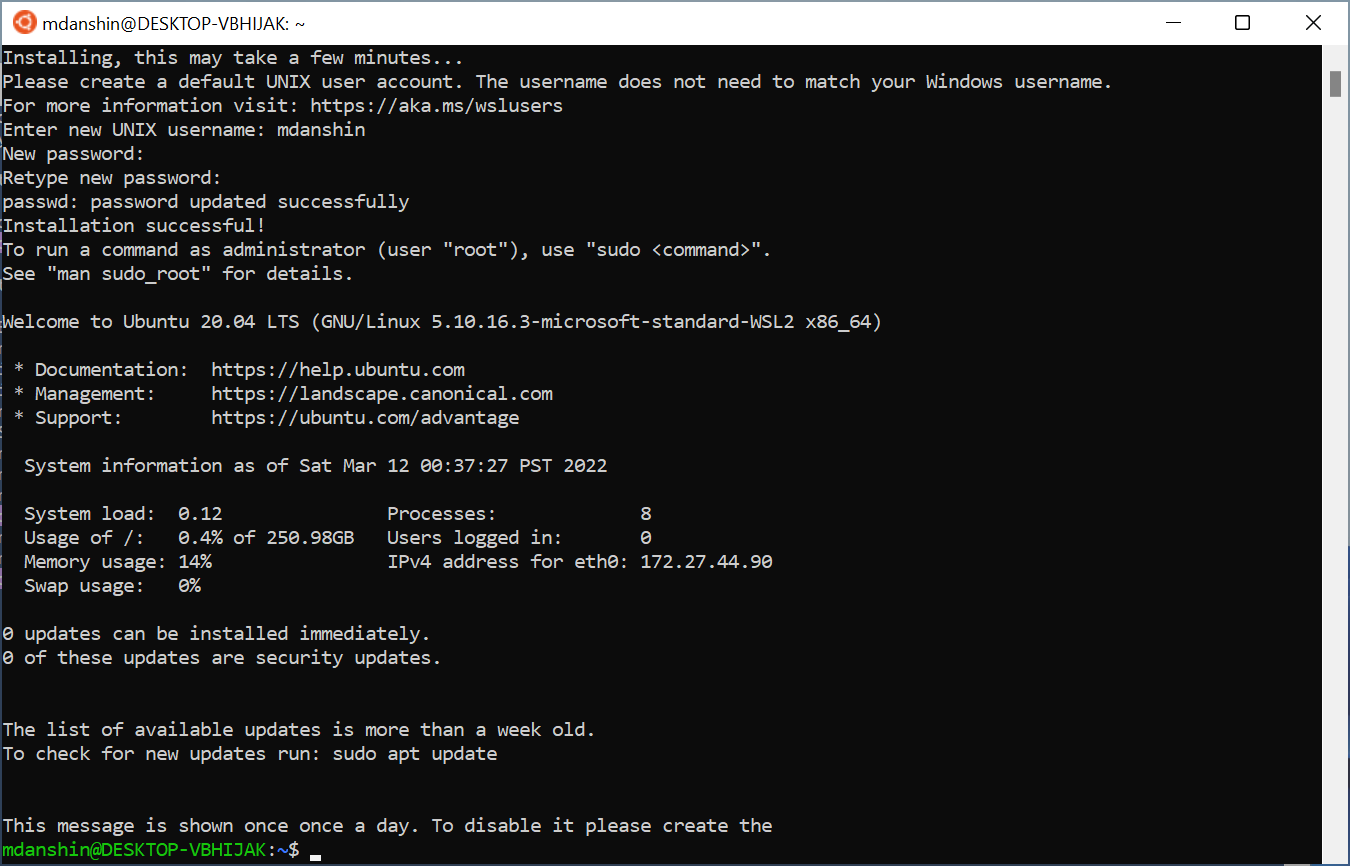 mdanshin@DESKTOP-VBHIJAK: ~
Installing, this may take a few minutes...
Please create a default UNIX user account. The username does not need to match your Windows username.
For more information visit: https://aka.ms/wslusers
Enter new UNIX username: mdanshin
New password:
Retype new password:
passwd: password updated successfully
Installation successful!
To run a command as administrator (user "root"), use "sudo <command>".
See "man sudo_root" for details.

Welcome to Ubuntu 20.04 LTS (GNU/Linux 5.10.16.3-microsoft-standard-WSL2 x86_64)

 * Documentation:  https://help.ubuntu.com
 * Management:     https://landscape.canonical.com
 * Support:        https://ubuntu.com/advantage

  System information as of Sat Mar 12 00:37:27 PST 2022

  System load:  0.12               Processes:             8
  Usage of /:   0.4% of 250.98GB   Users logged in:       0
  Memory usage: 14%                IPv4 address for eth0: 172.27.44.90
  Swap usage:   0%

0 updates can be installed immediately.
0 of these updates are security updates.

The list of available updates is more than a week old.
To check for new updates run: sudo apt update

This message is shown once once a day. To disable it please create the
mdanshin@DESKTOP-VBHIJAK:~$